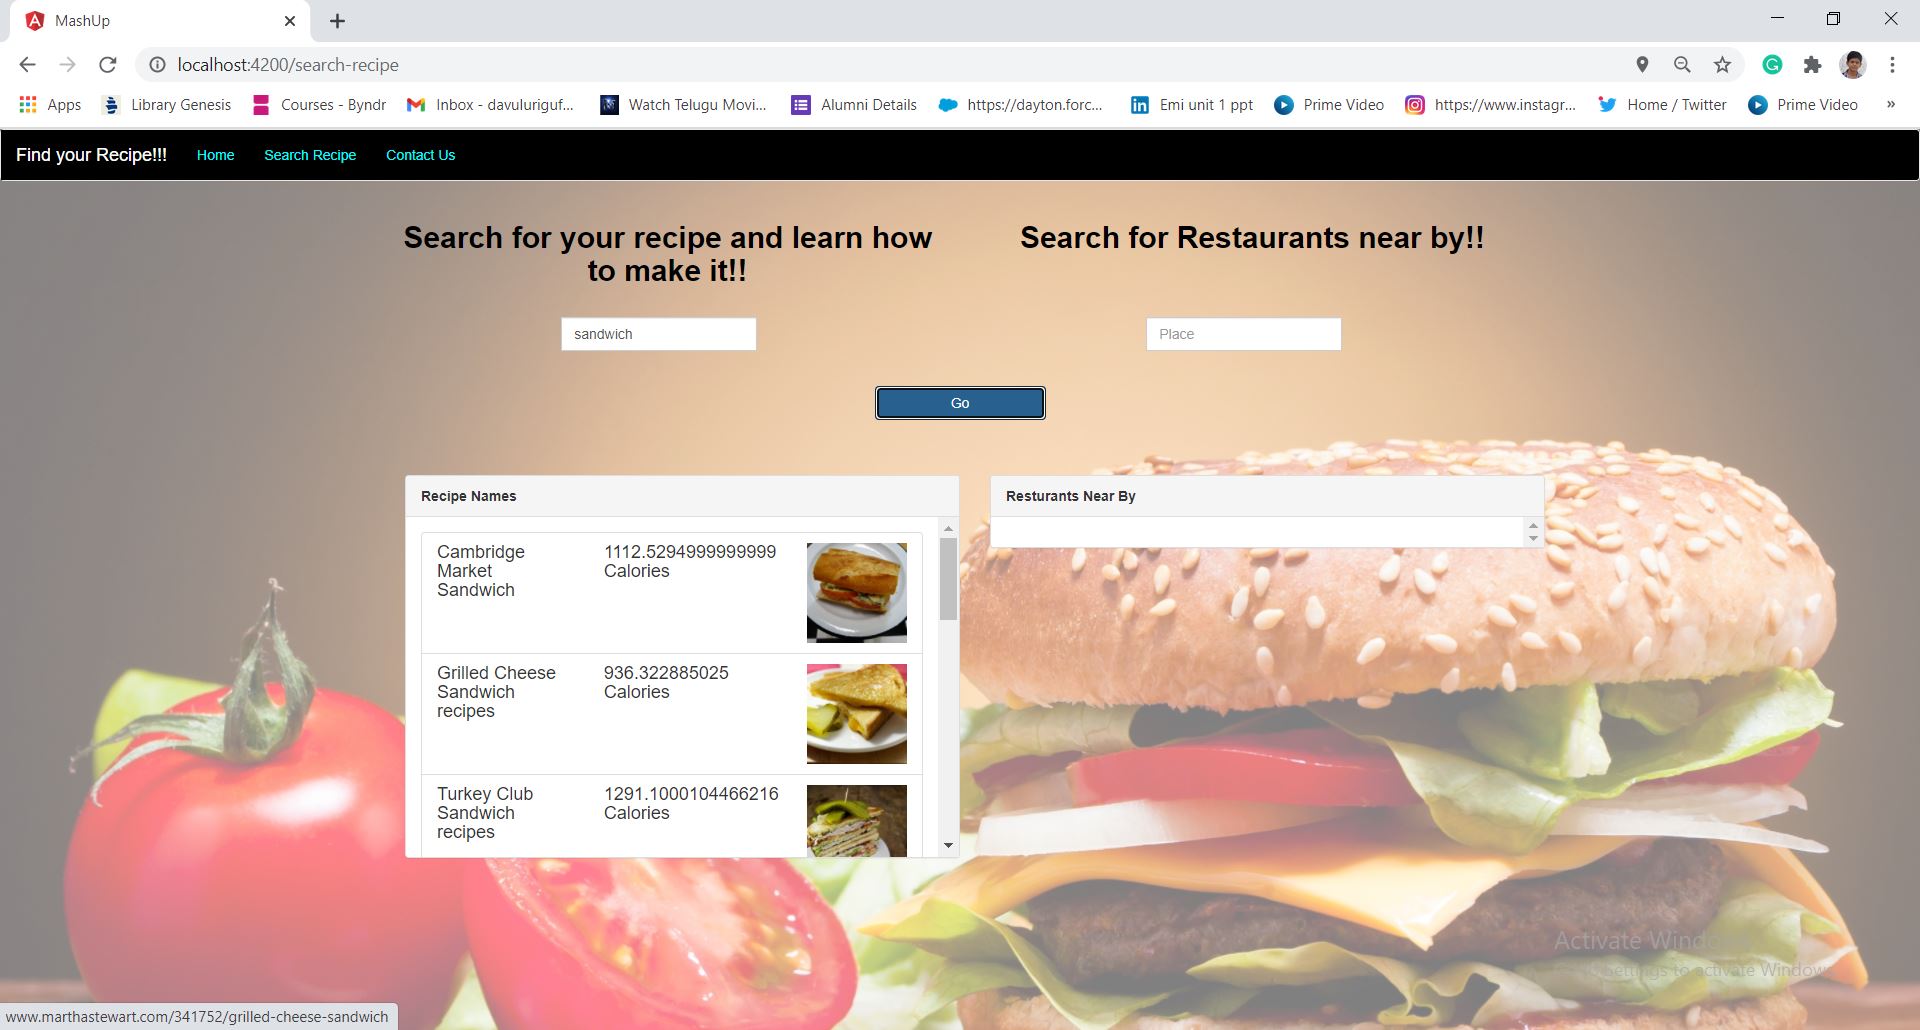 MashUp
localhost:4200/search-recipe
Apps Library Genesis Courses - Byndr Inbox - davuluriguf... Watch Telugu Movi... Alumni Details https://dayton.forc... Emi unit 1 ppt Prime Video https://www.instagr... Home / Twitter Prime Video »
Find your Recipe!!! Home Search Recipe Contact Us
Search for your recipe and learn how
to make it!!
Search for Restaurants near by!!
sandwich
Place
Go
Recipe Names
Cambridge
Market
Sandwich
1112.5294999999999
Calories
Grilled Cheese
Sandwich
recipes
936.322885025
Calories
Turkey Club
Sandwich
recipes
1291.1000104466216
Calories
Resturants Near By
Activate Windows
Settings to activate Windows
www.marthastewart.com/341752/grilled-cheese-sandwich